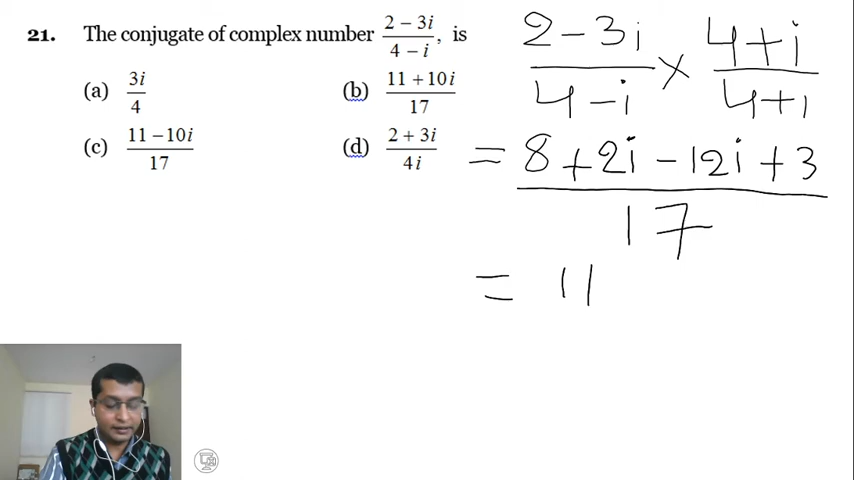 21. The conjugate of complex number (2 − 3i)/(4 − i), is
(a) 3i/4 (b) (11 + 10i)/17
(c) (11 − 10i)/17 (d) (2 + 3i)/4i
(2 − 3i)/(4 − i) × (4 + i)/(4 + i)
= (8 + 2i − 12i + 3)/17
= 11